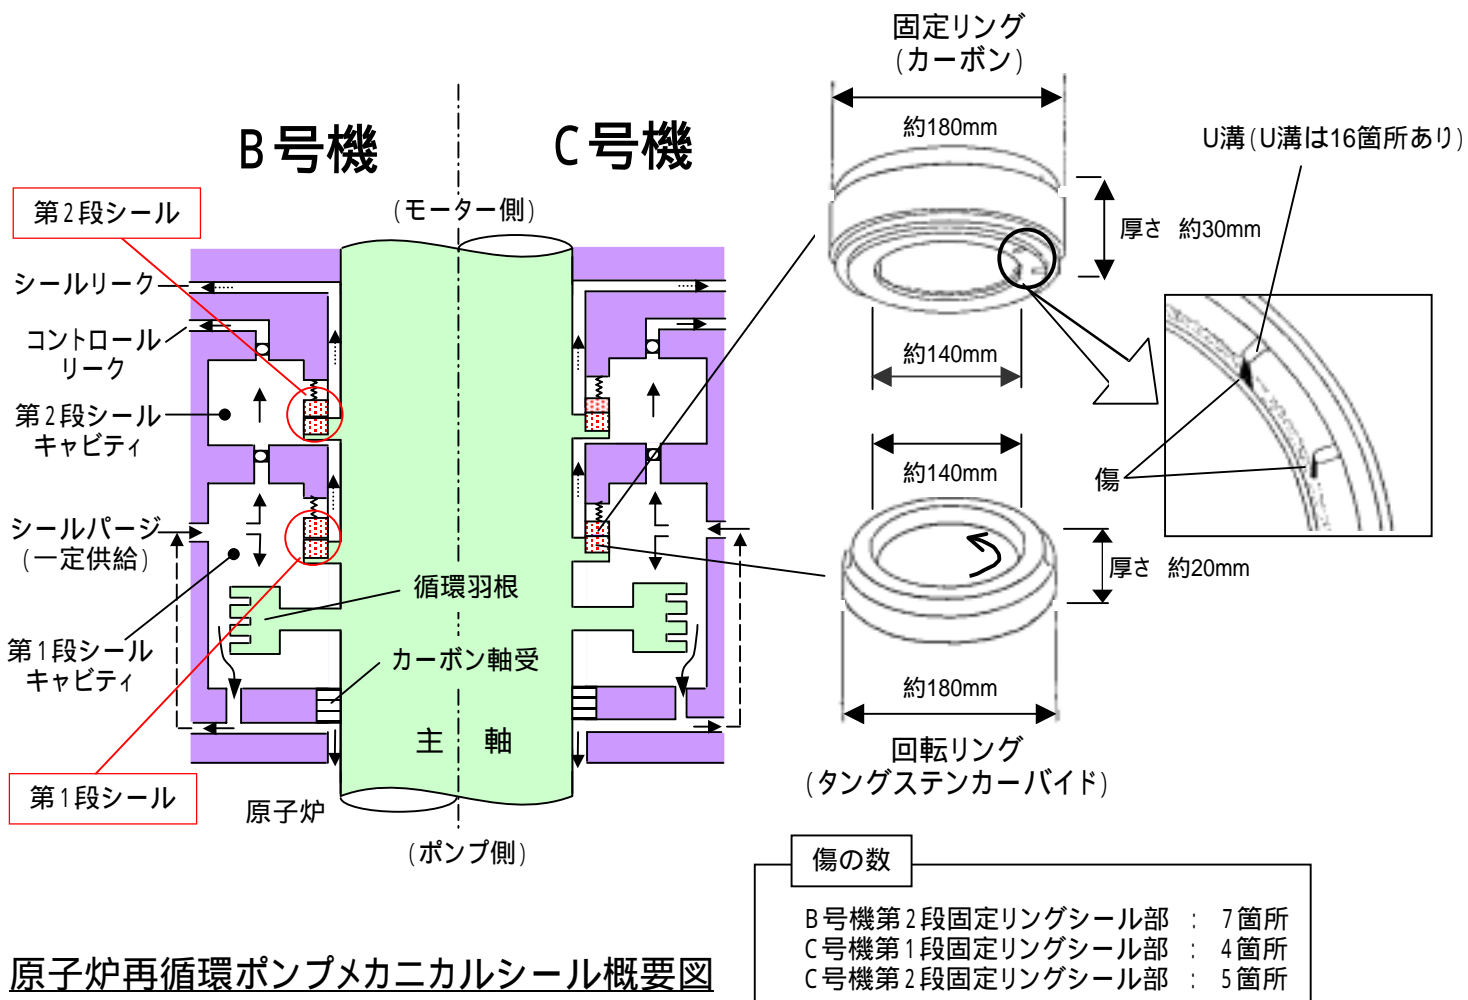 固定リング
(カーボン)
約180mm
B号機
C号機
U溝(U溝は16箇所あり)
第2段シール
(モーター側)
厚さ 約30mm
シールリーク
コントロール
リーク
約140mm
第2段シール
キャビティ
約140mm
傷
シールパージ
(一定供給)
厚さ 約20mm
循環羽根
第1段シール
キャビティ
カーボン軸受
約180mm
主 軸
回転リング
(タングステンカーバイド)
第1段シール
原子炉
(ポンプ側)
傷の数
B号機第2段固定リングシール部 : 7箇所
C号機第1段固定リングシール部 : 4箇所
C号機第2段固定リングシール部 : 5箇所
原子炉再循環ポンプメカニカルシール概要図